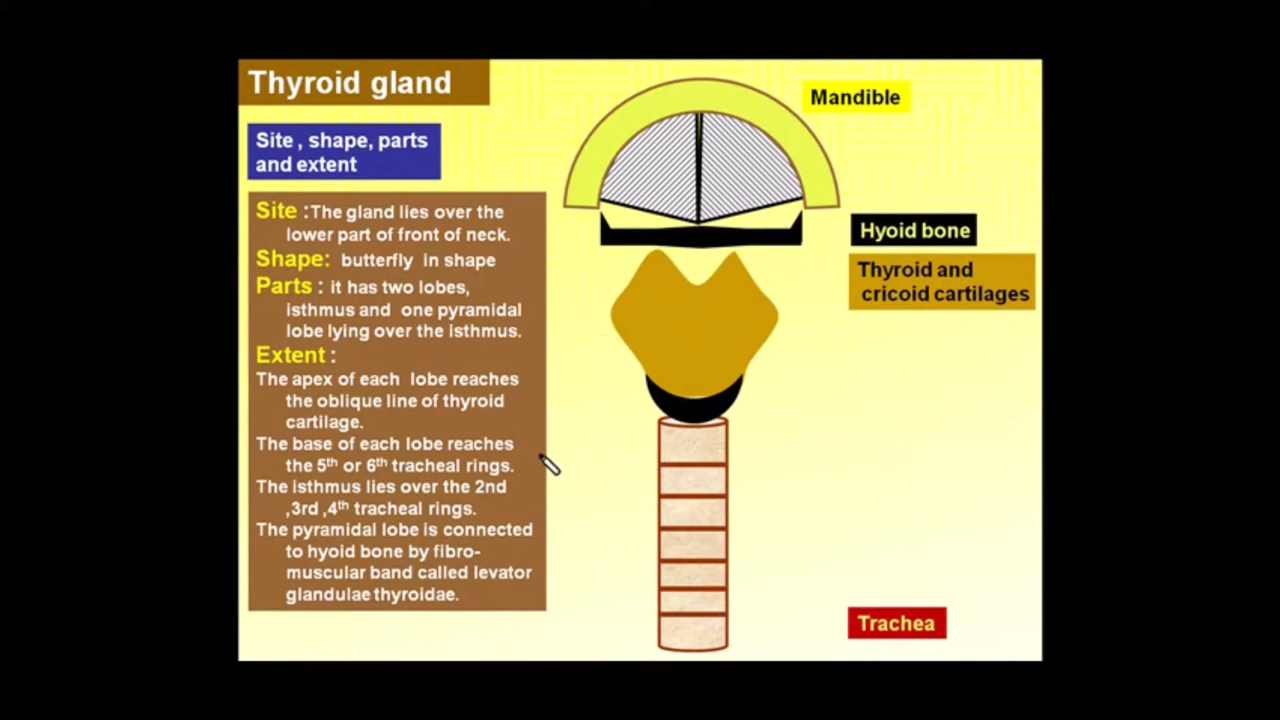 Thyroid gland
Site , shape, parts
and extent
Site :The gland lies over the
lower part of front of neck.
Shape: butterfly in shape
Parts : it has two lobes,
isthmus and one pyramidal
lobe lying over the isthmus.
Extent :
The apex of each lobe reaches
the oblique line of thyroid
cartilage.
The base of each lobe reaches
the 5th or 6th tracheal rings.
The isthmus lies over the 2nd
,3rd ,4th tracheal rings.
The pyramidal lobe is connected
to hyoid bone by fibro-
muscular band called levator
glandulae thyroidae.
Mandible
Hyoid bone
Thyroid and
cricoid cartilages
Trachea